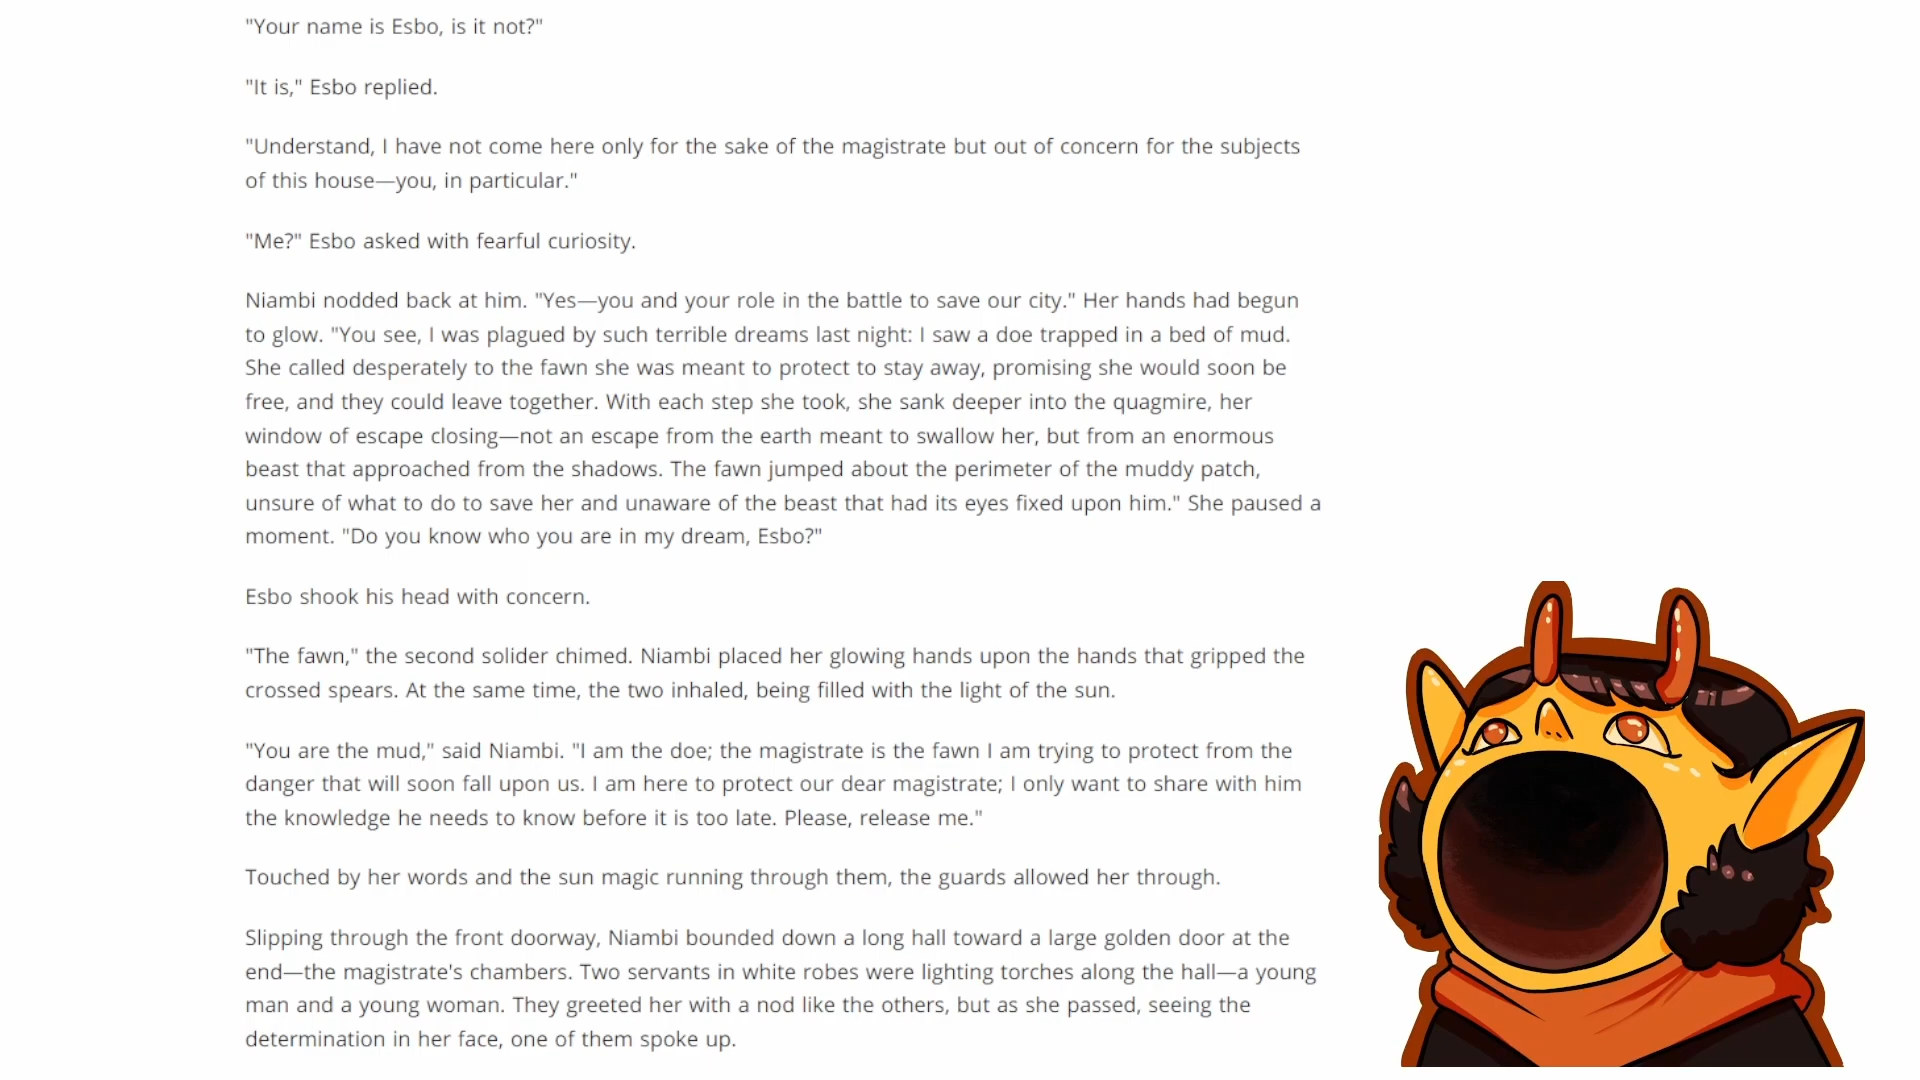 "Your name is Esbo, is it not?"
"It is," Esbo replied.
"Understand, I have not come here only for the sake of the magistrate but out of concern for the subjects
of this house—you, in particular."
"Me?" Esbo asked with fearful curiosity.
Niambi nodded back at him. "Yes—you and your role in the battle to save our city." Her hands had begun
to glow. "You see, I was plagued by such terrible dreams last night: I saw a doe trapped in a bed of mud.
She called desperately to the fawn she was meant to protect to stay away, promising she would soon be
free, and they could leave together. With each step she took, she sank deeper into the quagmire, her
window of escape closing—not an escape from the earth meant to swallow her, but from an enormous
beast that approached from the shadows. The fawn jumped about the perimeter of the muddy patch,
unsure of what to do to save her and unaware of the beast that had its eyes fixed upon him." She paused a
moment. "Do you know who you are in my dream, Esbo?"
Esbo shook his head with concern.
"The fawn," the second solider chimed. Niambi placed her glowing hands upon the hands that gripped the
crossed spears. At the same time, the two inhaled, being filled with the light of the sun.
"You are the mud," said Niambi. "I am the doe; the magistrate is the fawn I am trying to protect from the
danger that will soon fall upon us. I am here to protect our dear magistrate; I only want to share with him
the knowledge he needs to know before it is too late. Please, release me."
Touched by her words and the sun magic running through them, the guards allowed her through.
Slipping through the front doorway, Niambi bounded down a long hall toward a large golden door at the
end—the magistrate's chambers. Two servants in white robes were lighting torches along the hall—a young
man and a young woman. They greeted her with a nod like the others, but as she passed, seeing the
determination in her face, one of them spoke up.